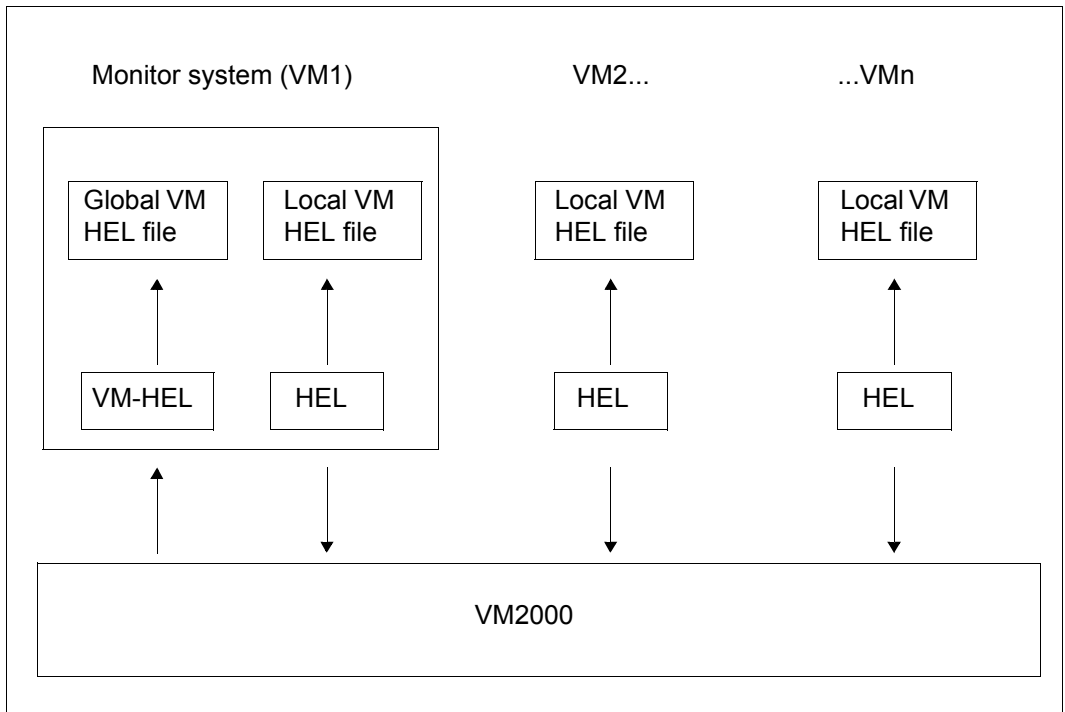 Monitor system (VM1)
VM2...
...VMn
Global VM
HEL file
Local VM
HEL file
Local VM
HEL file
Local VM
HEL file
VM-HEL
HEL
HEL
HEL
VM2000